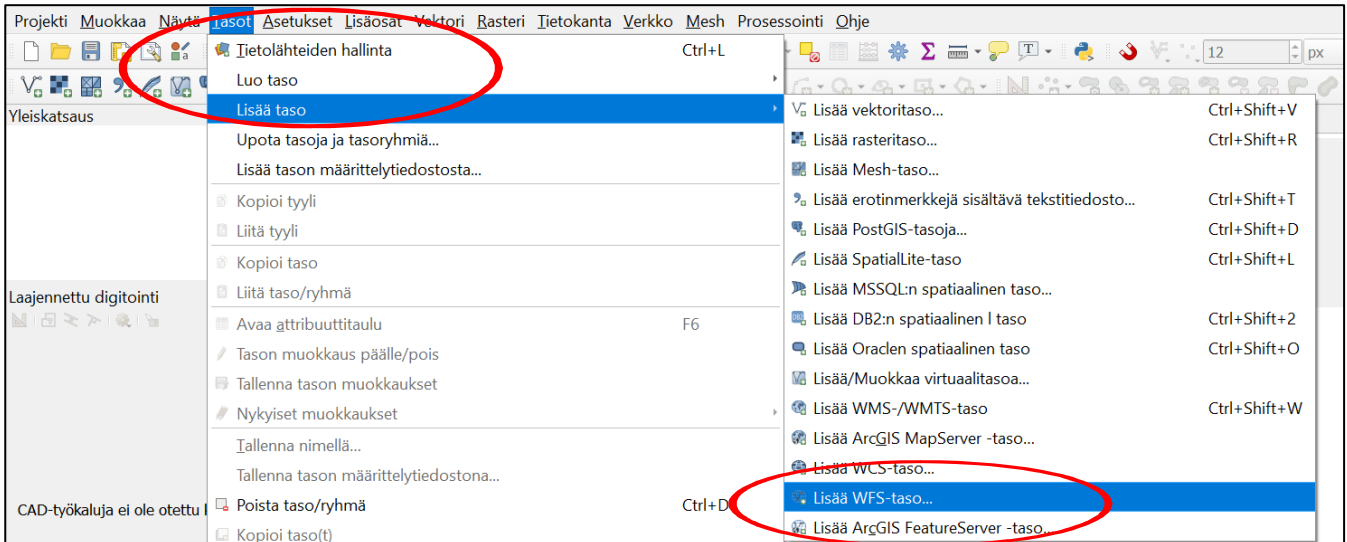 Projekti Muokkaa Näytä Tasot Asetukset Lisäosat Vektori Rasteri Tietokanta Verkko Mesh Prosessointi Ohje
12 px
Yleiskatsaus
Laajennettu digitointi
CAD-työkaluja ei ole otettu
Tietolähteiden hallinta Ctrl+L
Luo taso
Lisää taso
Upota tasoja ja tasoryhmiä...
Lisää tason määrittelytiedostosta...
Kopioi tyyli
Liitä tyyli
Kopioi taso
Liitä taso/ryhmä
Avaa attribuuttitaulu F6
Tason muokkaus päälle/pois
Tallenna tason muokkaukset
Nykyiset muokkaukset
Tallenna nimellä...
Tallenna tason määrittelytiedostona...
Poista taso/ryhmä Ctrl+D
Kopioi taso(t)
Lisää vektoritaso... Ctrl+Shift+V
Lisää rasteritaso... Ctrl+Shift+R
Lisää Mesh-taso...
Lisää erotinmerkkejä sisältävä tekstitiedosto... Ctrl+Shift+T
Lisää PostGIS-tasoja... Ctrl+Shift+D
Lisää SpatialLite-taso Ctrl+Shift+L
Lisää MSSQL:n spatiaalinen taso...
Lisää DB2:n spatiaalinen l taso Ctrl+Shift+2
Lisää Oraclen spatiaalinen taso Ctrl+Shift+O
Lisää/Muokkaa virtuaalitasoa...
Lisää WMS-/WMTS-taso Ctrl+Shift+W
Lisää ArcGIS MapServer -taso...
Lisää WCS-taso...
Lisää WFS-taso...
Lisää ArcGIS FeatureServer -taso...